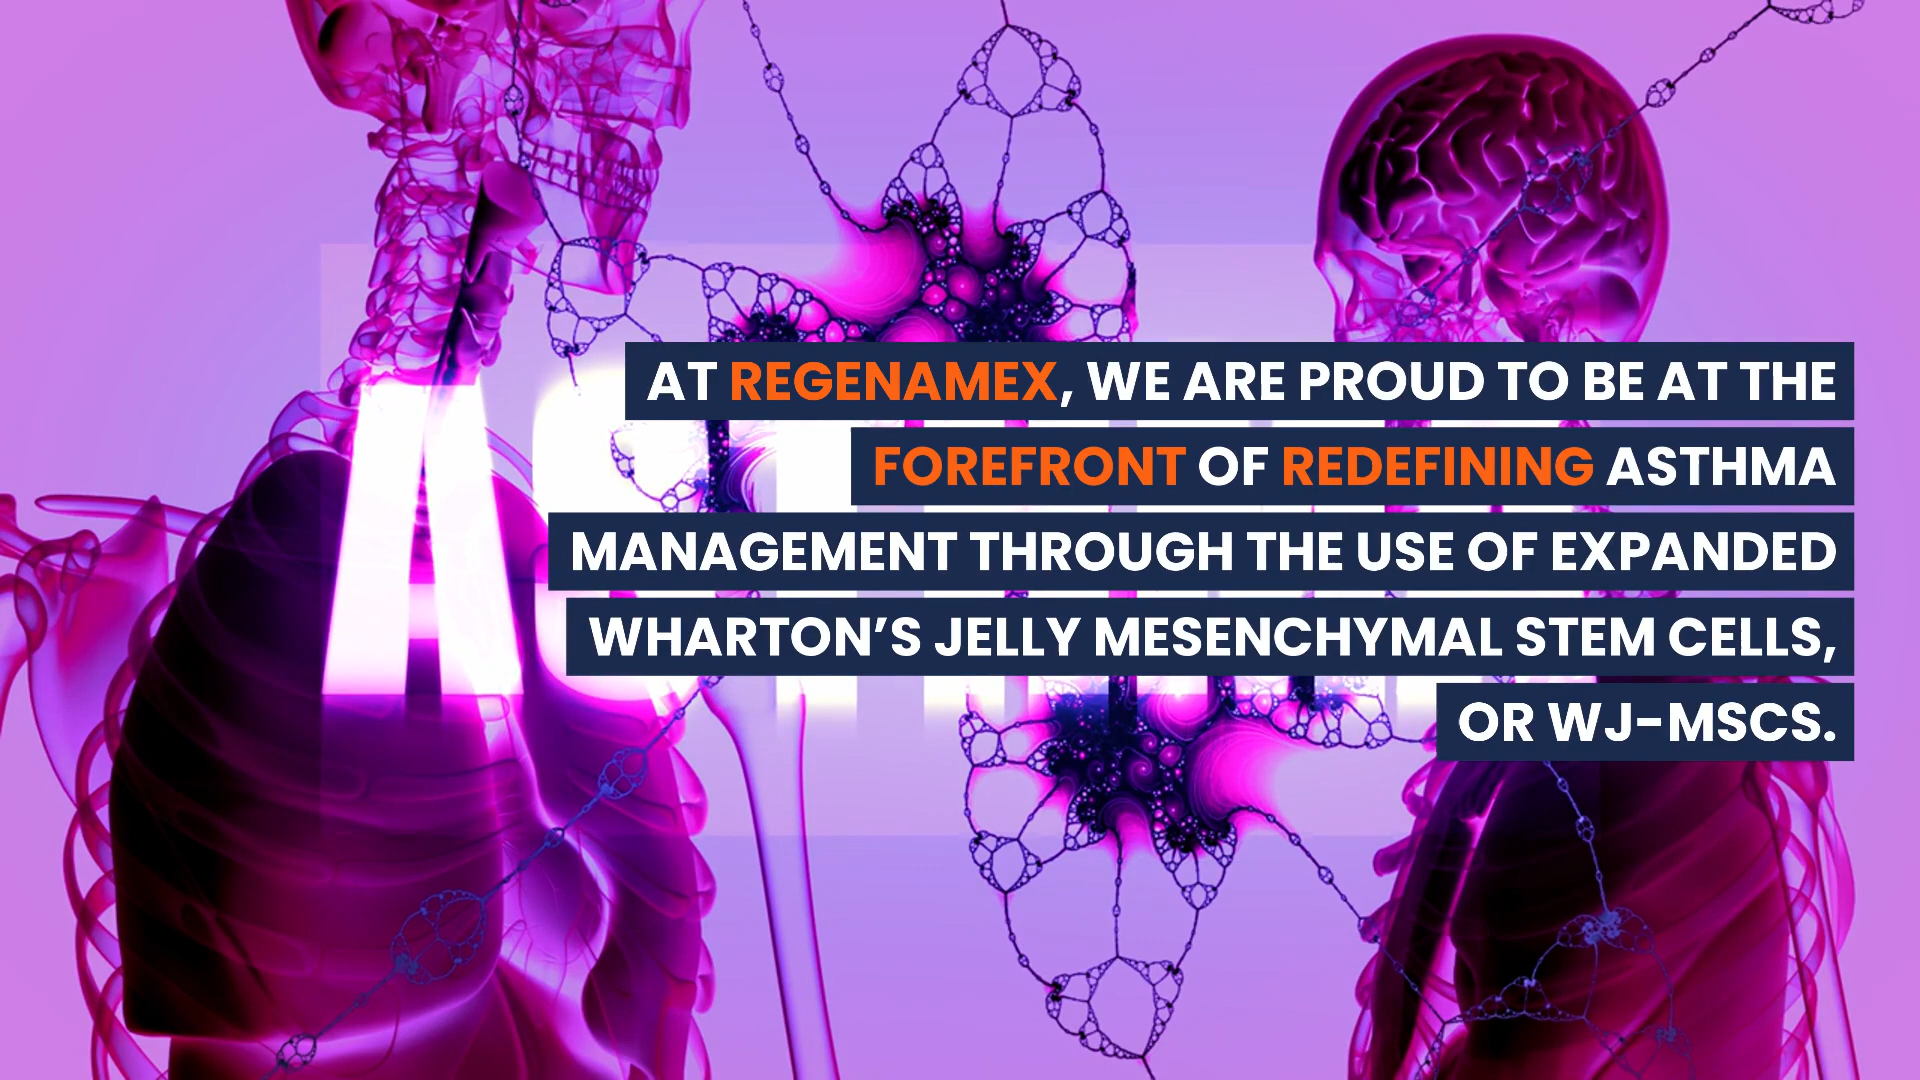 AT REGENAMEX, WE ARE PROUD TO BE AT THE
FOREFRONT OF REDEFINING ASTHMA
MANAGEMENT THROUGH THE USE OF EXPANDED
WHARTON’S JELLY MESENCHYMAL STEM CELLS,
OR WJ-MSCS.